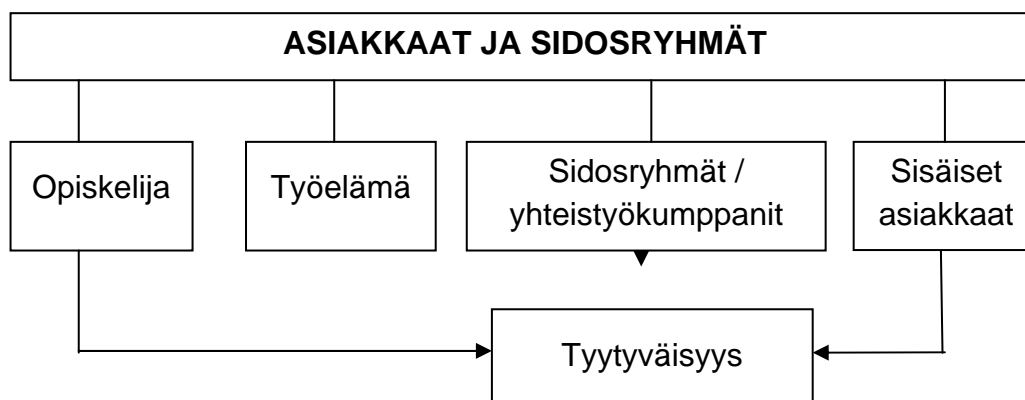 ASIAKKAAT JA SIDOSRYHMÄT
Opiskelija
Työelämä
Sidosryhmät /
yhteistyökumppanit
Sisäiset
asiakkaat
Tyytyväisyys